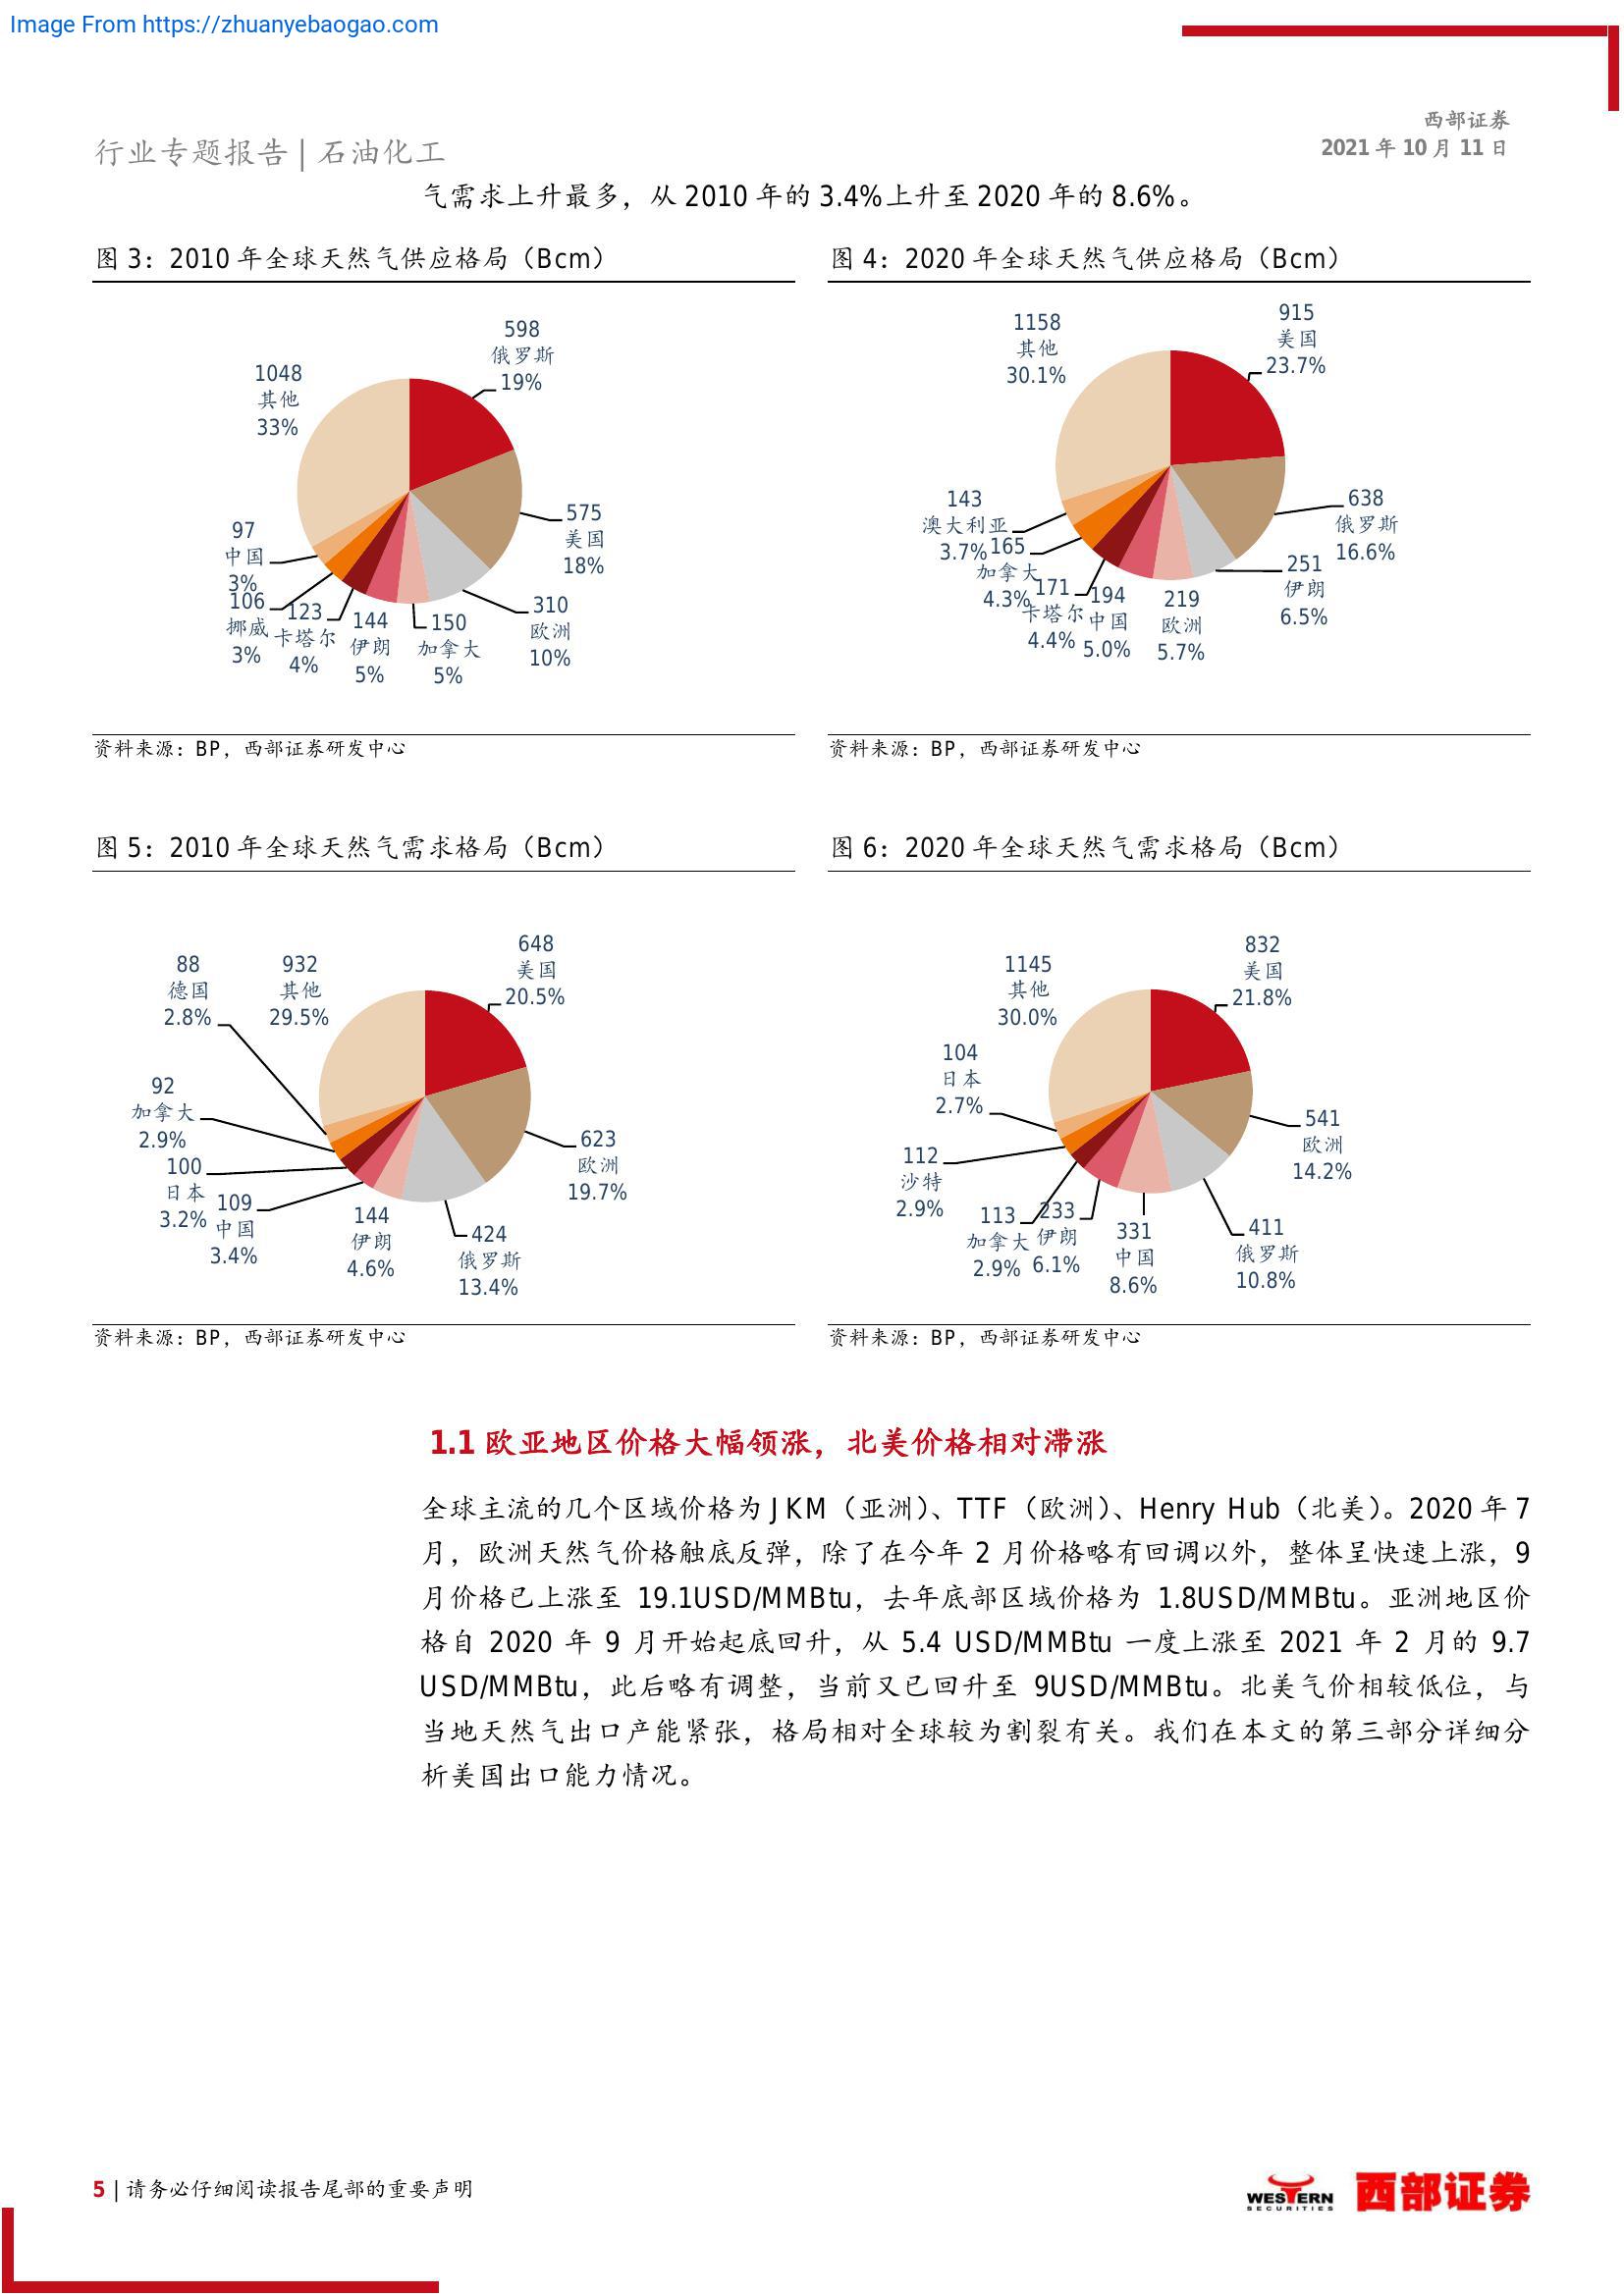 Image From https://zhuanyebaogao.com
西部证券
2021 年 10 月 11 日
行业专题报告 | 石油化工
气需求上升最多，从 2010 年的 3.4%上升至 2020 年的 8.6%。
图 3：2010 年全球天然气供应格局（Bcm）
598
俄罗斯
19%
575
美国
18%
310
欧洲
10%
150
加拿大
5%
144
伊朗
5%
123
卡塔尔
4%
106
挪威
3%
97
中国
3%
1048
其他
33%
资料来源：BP，西部证券研发中心
图 4：2020 年全球天然气供应格局（Bcm）
915
美国
23.7%
638
俄罗斯
16.6%
251
伊朗
6.5%
219
欧洲
5.7%
194
中国
5.0%
171
卡塔尔
4.4%
165
加拿大
4.3%
143
澳大利亚
3.7%
1158
其他
30.1%
资料来源：BP，西部证券研发中心
图 5：2010 年全球天然气需求格局（Bcm）
648
美国
20.5%
623
欧洲
19.7%
424
俄罗斯
13.4%
144
伊朗
4.6%
109
中国
3.4%
100
日本
3.2%
92
加拿大
2.9%
88
德国
2.8%
932
其他
29.5%
资料来源：BP，西部证券研发中心
图 6：2020 年全球天然气需求格局（Bcm）
832
美国
21.8%
541
欧洲
14.2%
411
俄罗斯
10.8%
331
中国
8.6%
233
伊朗
6.1%
113
加拿大
2.9%
112
沙特
2.9%
104
日本
2.7%
1145
其他
30.0%
资料来源：BP，西部证券研发中心
1.1 欧亚地区价格大幅领涨，北美价格相对滞涨
全球主流的几个区域价格为 JKM（亚洲）、TTF（欧洲）、Henry Hub（北美）。2020 年 7
月，欧洲天然气价格触底反弹，除了在今年 2 月价格略有回调以外，整体呈快速上涨，9
月价格已上涨至 19.1USD/MMBtu，去年底部区域价格为 1.8USD/MMBtu。亚洲地区价
格自 2020 年 9 月开始起底回升，从 5.4 USD/MMBtu 一度上涨至 2021 年 2 月的 9.7
USD/MMBtu，此后略有调整，当前又已回升至 9USD/MMBtu。北美气价相较低位，与
当地天然气出口产能紧张，格局相对全球较为割裂有关。我们在本文的第三部分详细分
析美国出口能力情况。
5 | 请务必仔细阅读报告尾部的重要声明
WESTERN
SECURITIES
西部证券